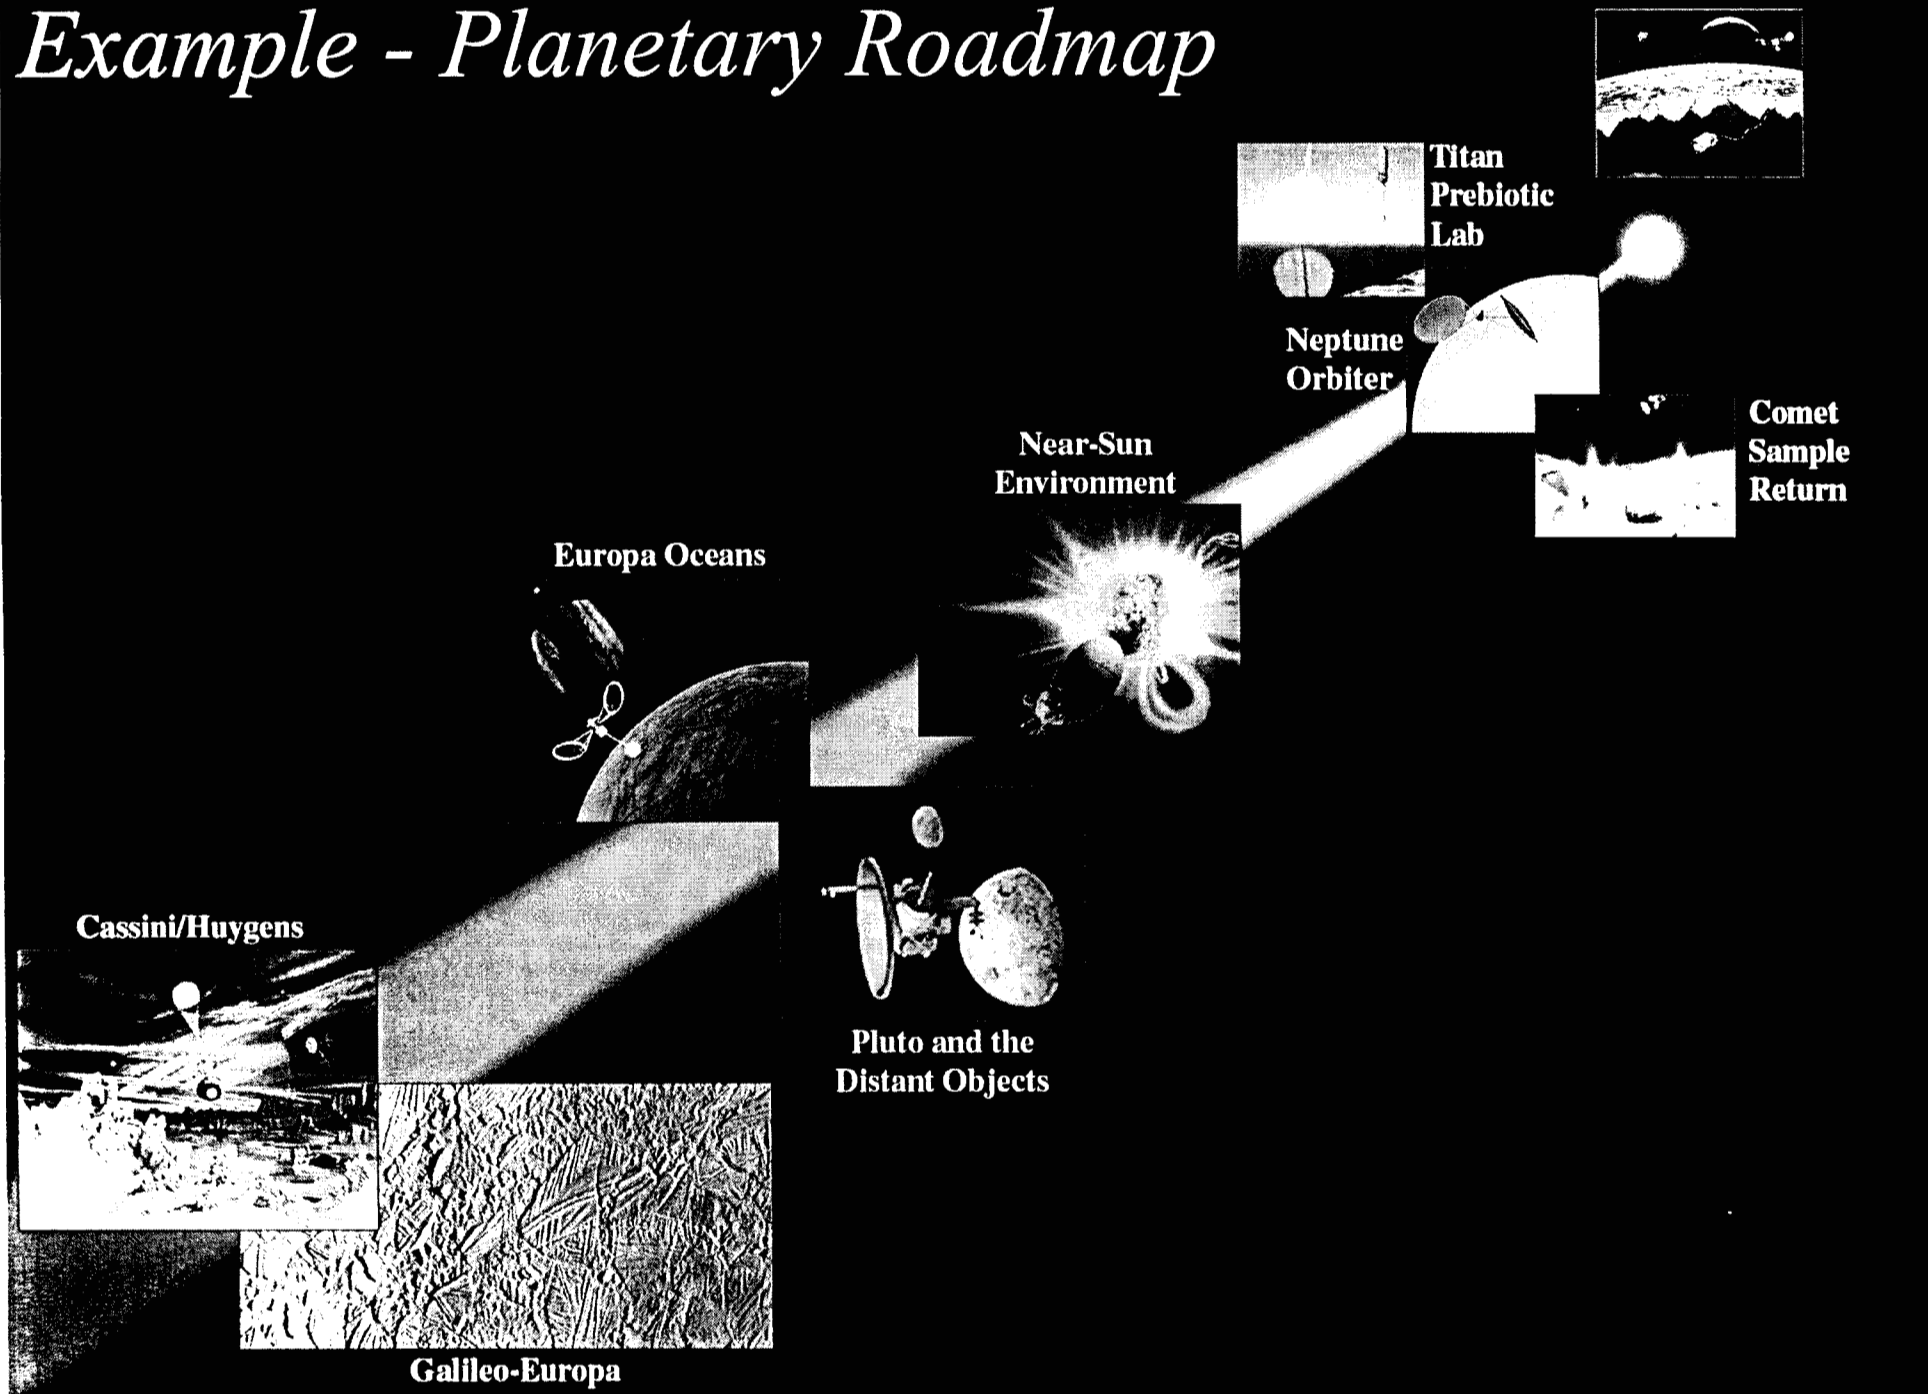 Example - Planetary Roadmap
Titan
Prebiotic
Lab
Neptune
Orbiter
Comet
Sample
Return
Near-Sun
Environment
Europa Oceans
Cassini/Huygens
Pluto and the
Distant Objects
Galileo-Europa